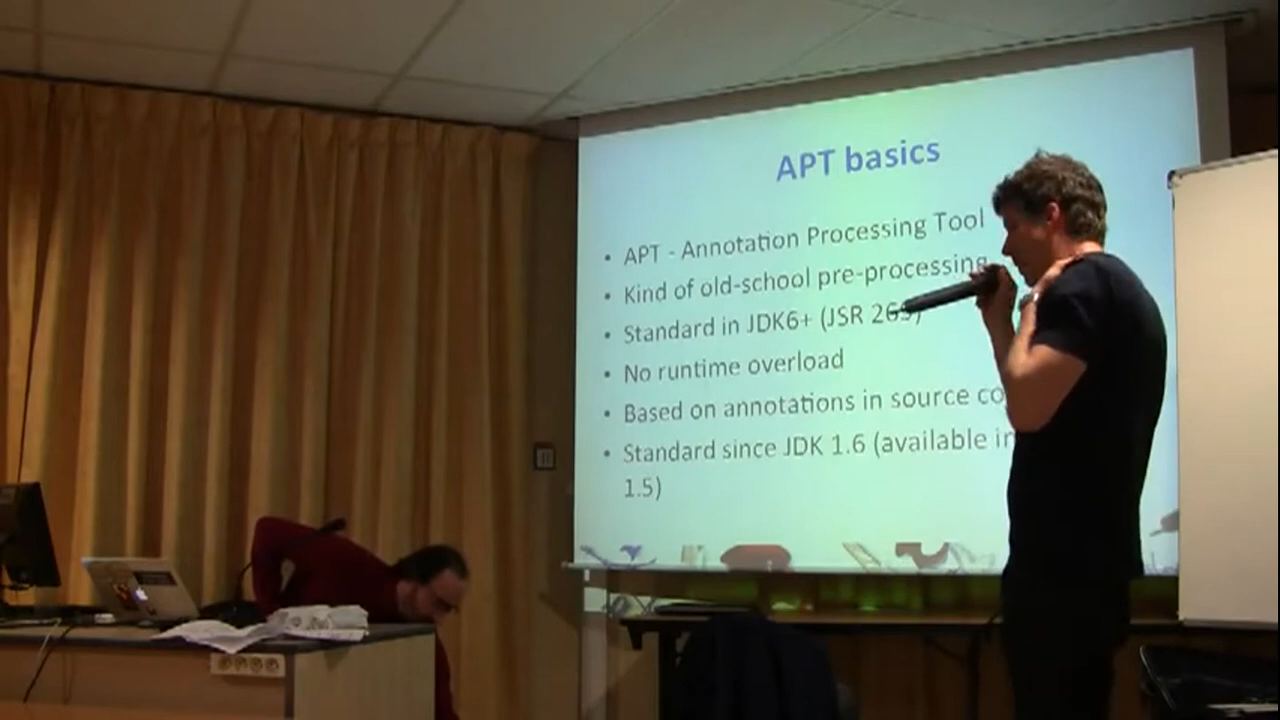 APT basics
• APT - Annotation Processing Tool
• Kind of old-school pre-processing
• Standard in JDK6+ (JSR
• No runtime overload
• Based on annotations in source
• Standard since JDK 1.6 (available in
1.5)